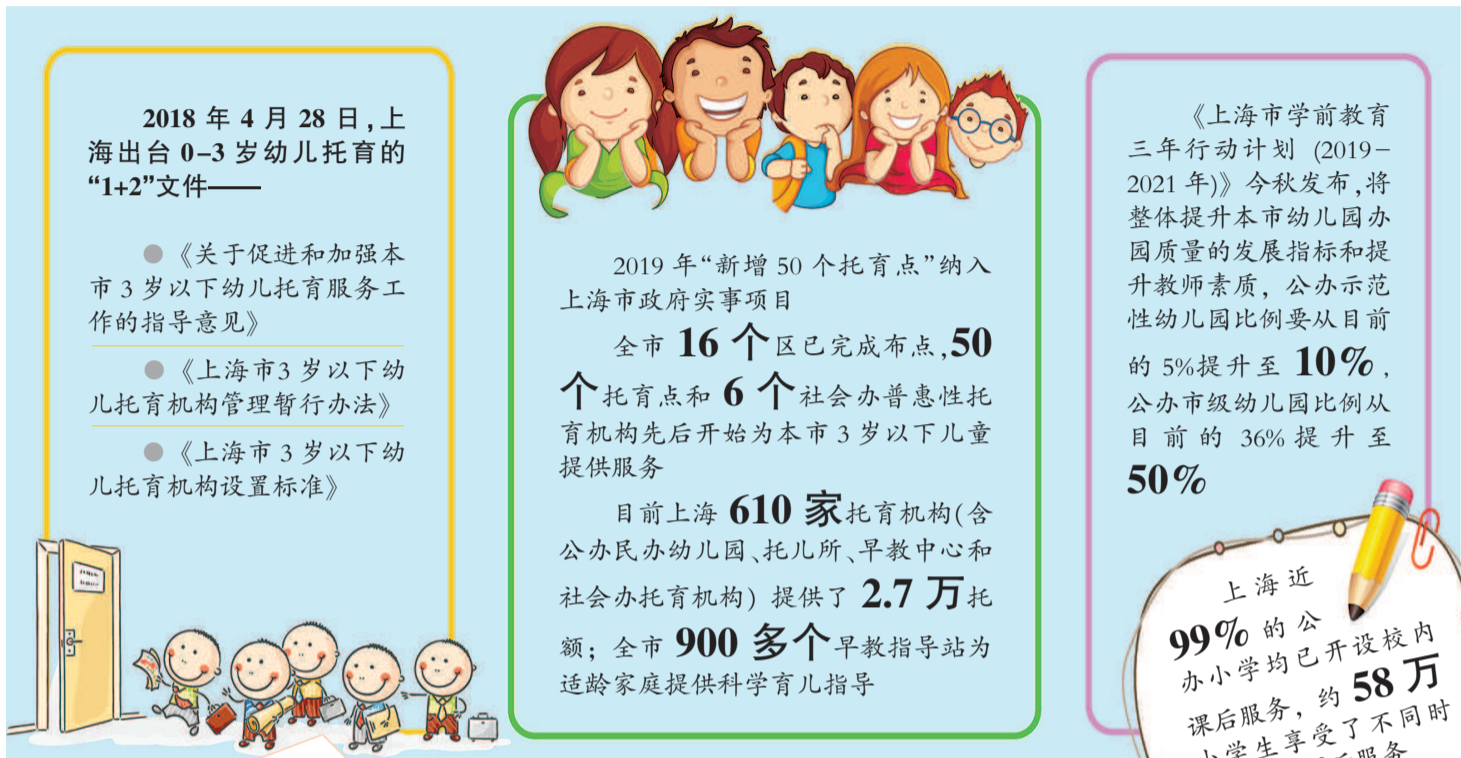 2018 年 4 月 28 日，上
海出台 0-3 岁幼儿托育的
“1+2”文件——
● 《关于促进和加强本
市 3 岁以下幼儿托育服务工
作的指导意见》
● 《上海市3 岁以下幼
儿托育机构管理暂行办法》
● 《上海市 3 岁以下幼
儿托育机构设置标准》
2019 年“新增 50 个托育点”纳入
上海市政府实事项目
全市 16 个区已完成布点，50
个托育点和 6 个社会办普惠性托
育机构先后开始为本市 3 岁以下儿童
提供服务
目前上海 610 家托育机构（含
公办民办幼儿园、托儿所、早教中心和
社会办托育机构）提供了 2.7 万托
额；全市 900 多个早教指导站为
适龄家庭提供科学育儿指导
《上海市学前教育
三年行动计划 (2019-
2021 年)》今秋发布，将
整体提升本市幼儿园办
园质量的发展指标和提
升教师素质，公办示范
性幼儿园比例要从目前
的 5%提升至 10%，
公办市级幼儿园比例从
目前的 36% 提升至
50%
上海近
99% 的公
办小学均已开设校内
课后服务，约 58 万
小学生享受了不同时
服务